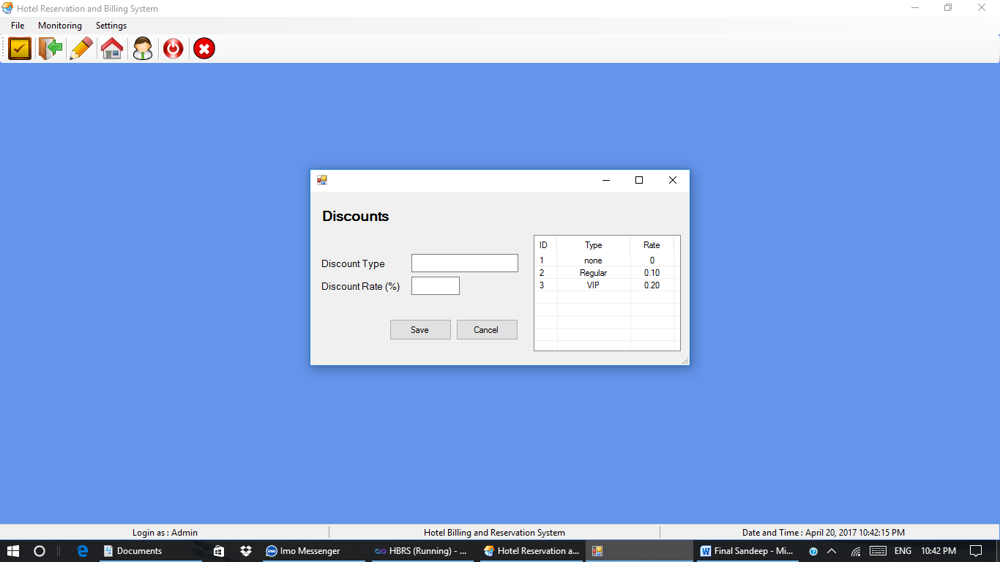 Hotel Reservation and Billing System
File Monitoring Settings
Discounts
Discount Type
Discount Rate (%)
Save Cancel
ID Type Rate
1 none 0
2 Regular 0.10
3 VIP 0.20
Login as : Admin Hotel Billing and Reservation System Date and Time : April 20, 2017 10:42:15 PM
Documents imo Imo Messenger HBRS (Running) - ... Hotel Reservation a... Final Sandeep - Mi... ENG 10:42 PM